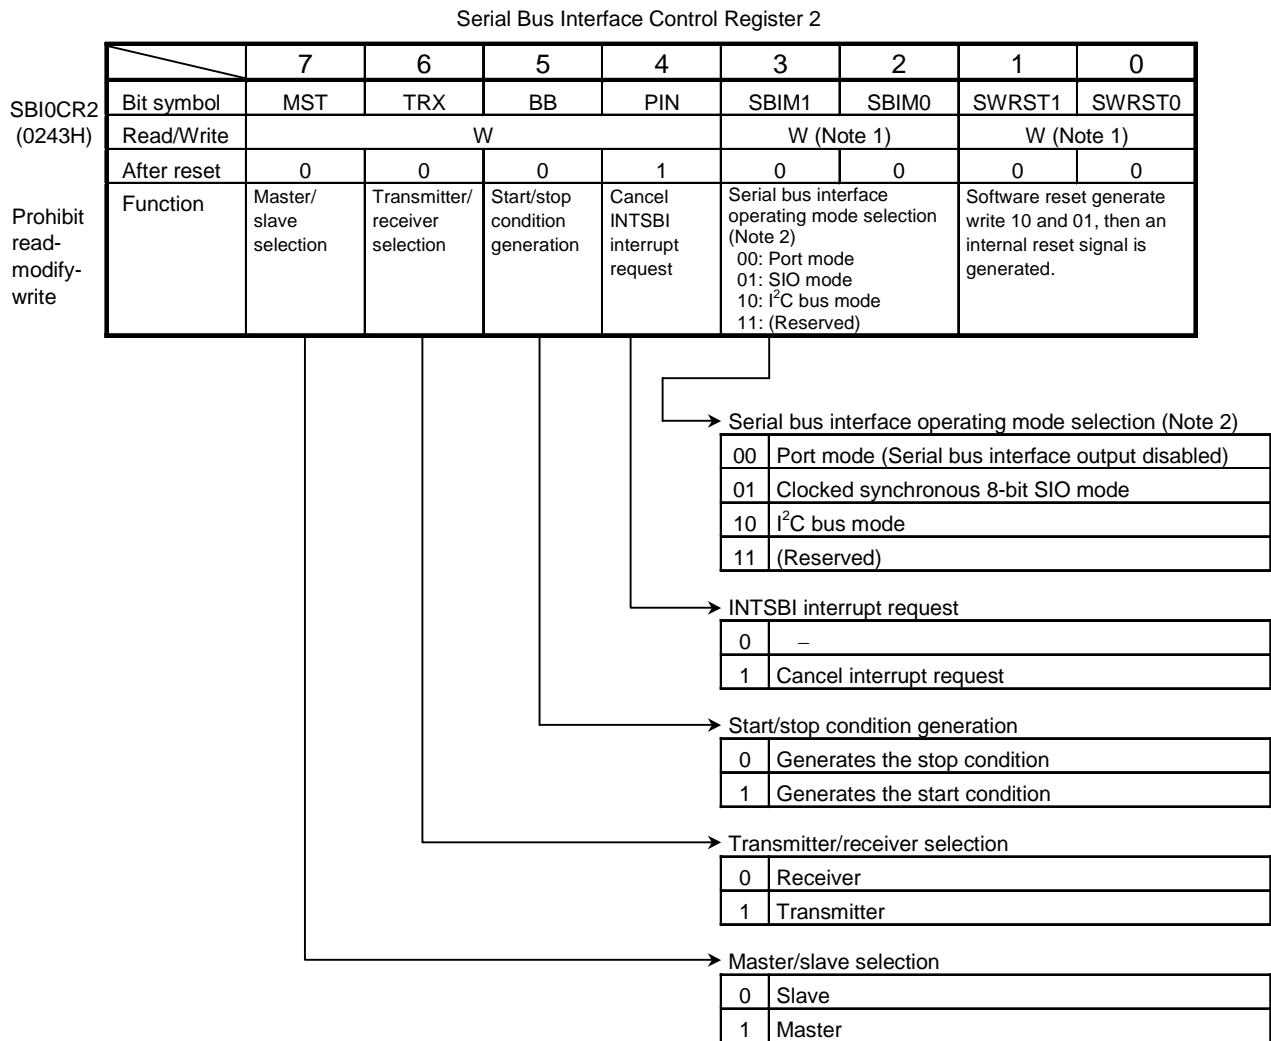 Serial Bus Interface Control Register 2
7 6 5 4 3 2 1 0
SBI0CR2
(0243H)
Bit symbol MST TRX BB PIN SBIM1 SBIM0 SWRST1 SWRST0
Read/Write W W (Note 1) W (Note 1)
After reset 0 0 0 1 0 0 0 0
Prohibit
read-
modify-
write
Function
Master/
slave
selection
Transmitter/
receiver
selection
Start/stop
condition
generation
Cancel
INTSBI
interrupt
request
Serial bus interface
operating mode selection
(Note 2)
00: Port mode
01: SIO mode
10: I²C bus mode
11: (Reserved)
Software reset generate
write 10 and 01, then an
internal reset signal is
generated.
Serial bus interface operating mode selection (Note 2)
00 Port mode (Serial bus interface output disabled)
01 Clocked synchronous 8-bit SIO mode
10 I²C bus mode
11 (Reserved)
INTSBI interrupt request
0 –
1 Cancel interrupt request
Start/stop condition generation
0 Generates the stop condition
1 Generates the start condition
Transmitter/receiver selection
0 Receiver
1 Transmitter
Master/slave selection
0 Slave
1 Master